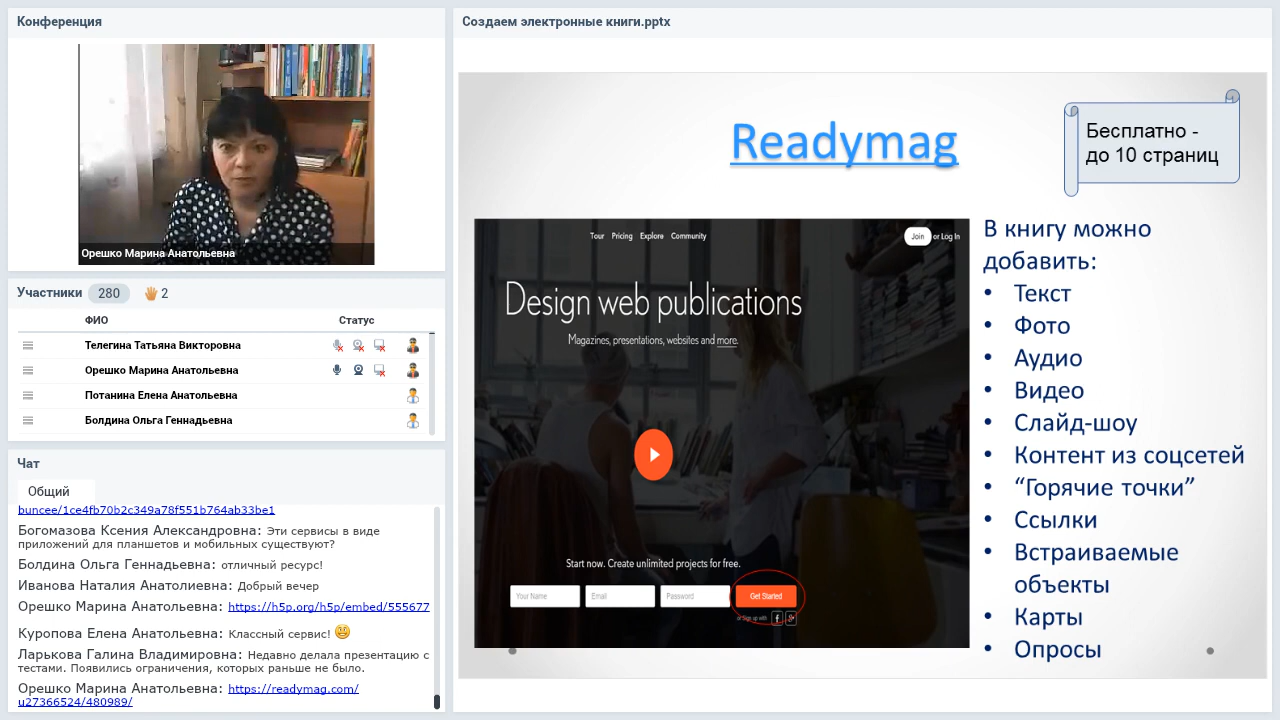 Конференция
Орешко Марина Анатольевна
Участники 280 2
ФИО Статус
Телегина Татьяна Викторовна
Орешко Марина Анатольевна
Потанина Елена Анатольевна
Болдина Ольга Геннадьевна
Чат
Общий
buncee/1ce4fb70b2c349a78f551b764ab33be1
Богомазова Ксения Александровна: Эти сервисы в виде
приложений для планшетов и мобильных существуют?
Болдина Ольга Геннадьевна: отличный ресурс!
Иванова Наталия Анатолиевна: Добрый вечер
Орешко Марина Анатольевна: https://h5p.org/h5p/embed/555677
Куропова Елена Анатольевна: Классный сервис!
Ларькова Галина Владимировна: Недавно делала презентацию с
тестами. Появились ограничения, которых раньше не было.
Орешко Марина Анатольевна: https://readymag.com/
u27366524/480989/
Создаем электронные книги.pptx
Readymag
Бесплатно -
до 10 страниц
Tour Pricing Explore Community Join or Log In
Design web publications
Magazines, presentations, websites and more.
Start now. Create unlimited projects for free.
Your Name Email Password Get Started
or Sign up with
В книгу можно
добавить:
• Текст
• Фото
• Аудио
• Видео
• Слайд-шоу
• Контент из соцсетей
• “Горячие точки”
• Ссылки
• Встраиваемые
объекты
• Карты
• Опросы